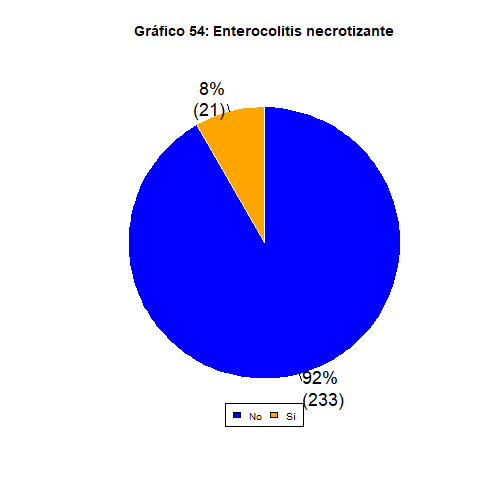 Gráfico 54: Enterocolitis necrotizante
8%
(21)
92%
(233)
No Si